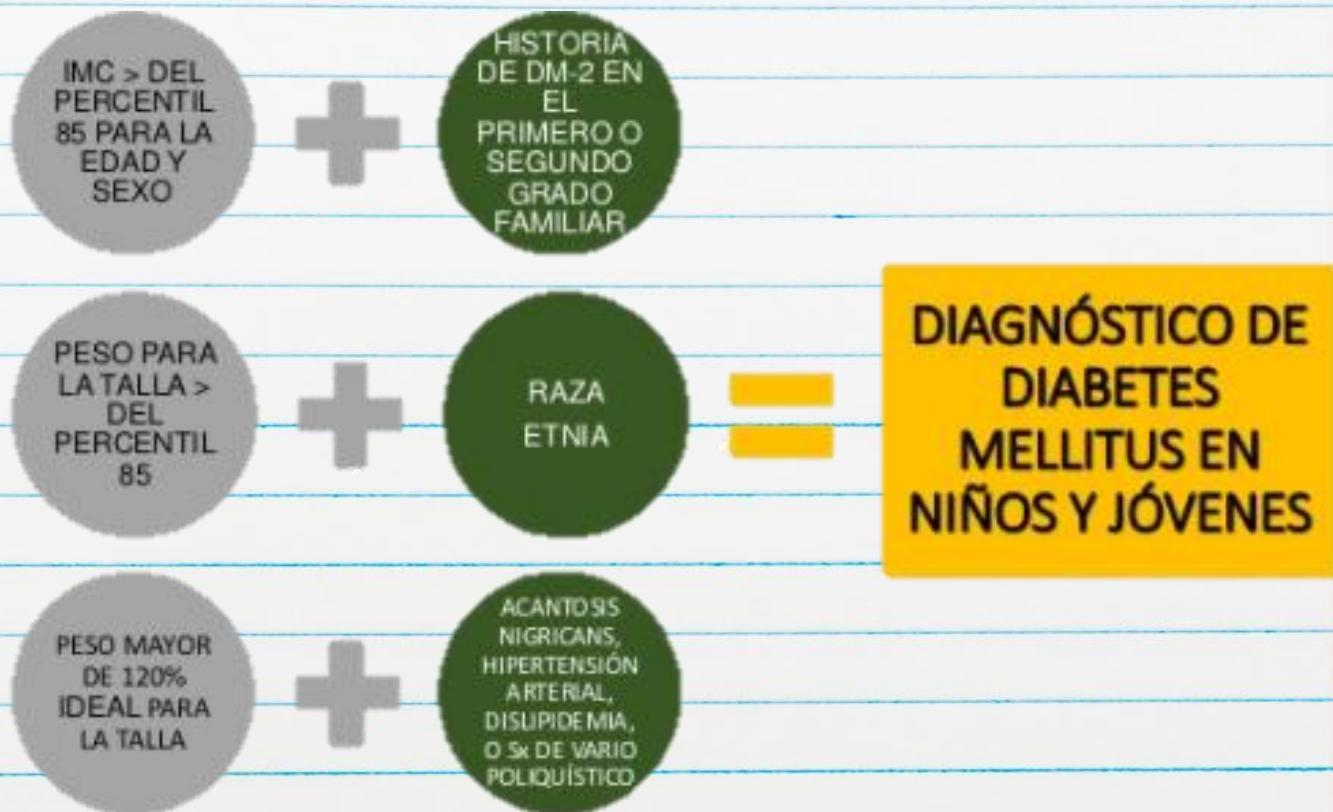 IMC > DEL
PERCENTIL
85 PARA LA
EDAD Y
SEXO
HISTORIA
DE DM-2 EN
EL
PRIMERO O
SEGUNDO
GRADO
FAMILIAR
PESO PARA
LA TALLA >
DEL
PERCENTIL
85
RAZA
ETNIA
PESO MAYOR
DE 120%
IDEAL PARA
LA TALLA
ACANTOSIS
NIGRICANS,
HIPERTENSIÓN
ARTERIAL,
DISLIPIDEMIA,
O Sx DE VARIO
POLIQUÍSTICO
DIAGNÓSTICO DE
DIABETES
MELLITUS EN
NIÑOS Y JÓVENES